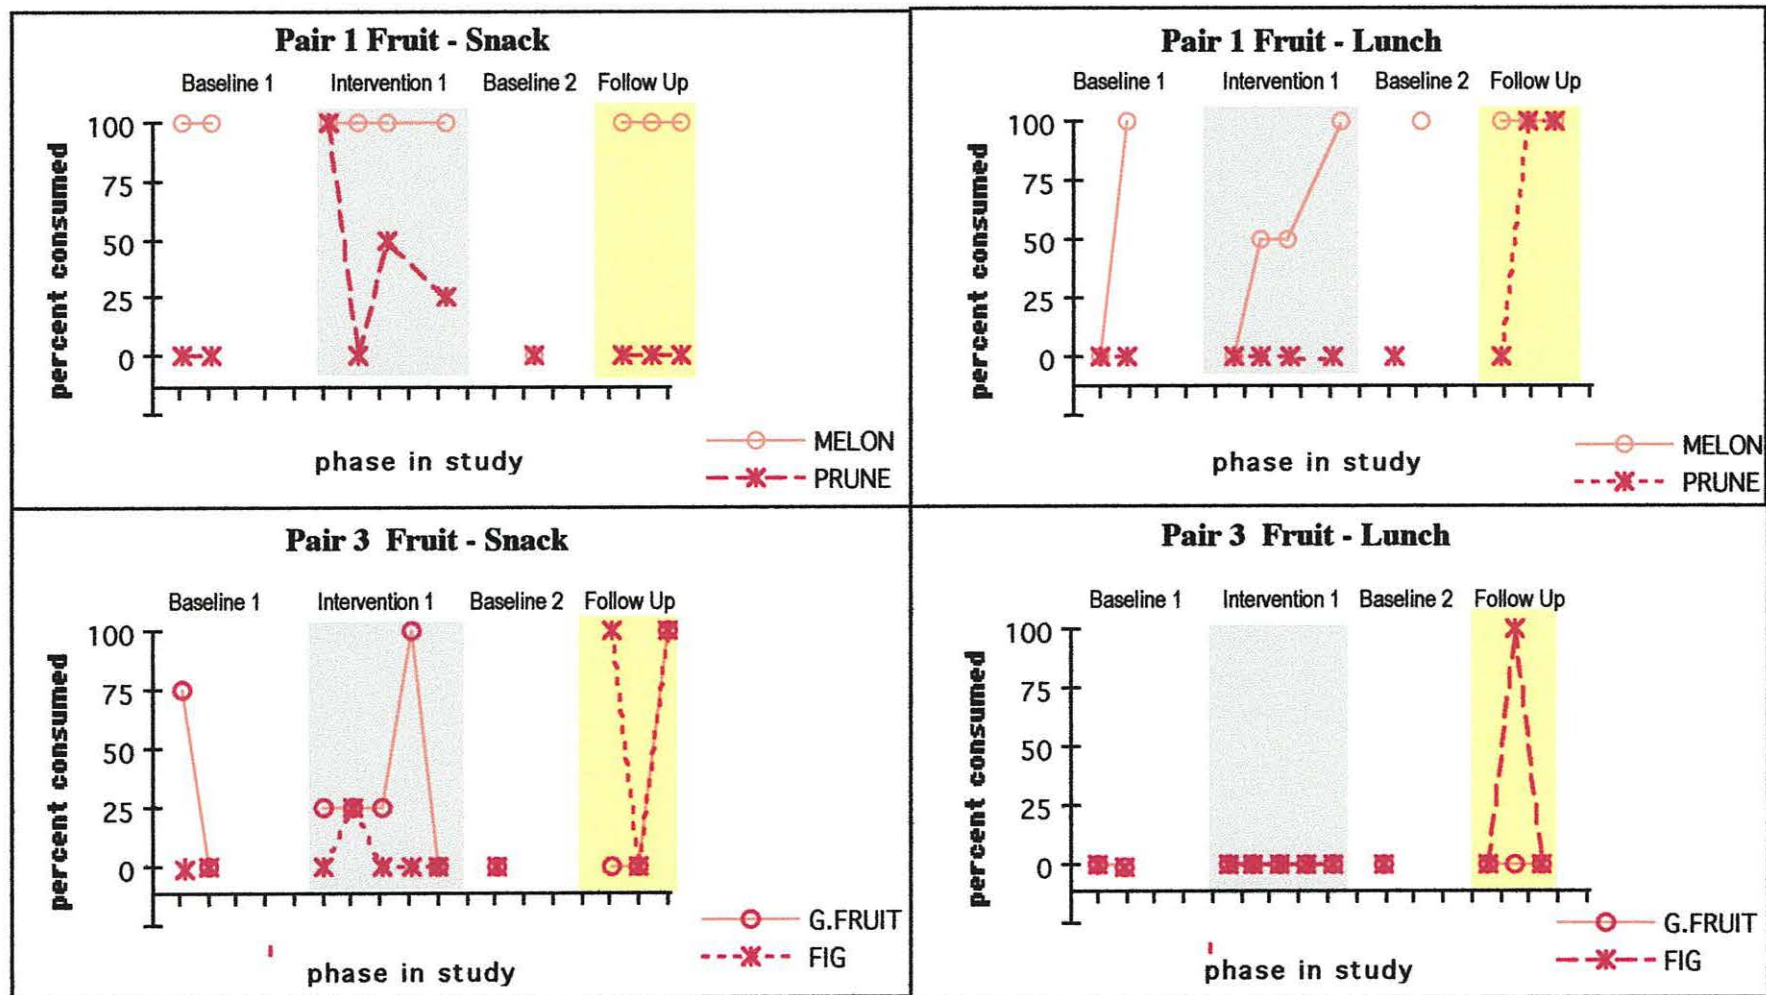 Pair 1 Fruit - Snack
Baseline 1 Intervention 1 Baseline 2 Follow Up
100
75
50
25
0
percent consumed
phase in study
MELON
PRUNE
Pair 1 Fruit - Lunch
Baseline 1 Intervention 1 Baseline 2 Follow Up
100
75
50
25
0
percent consumed
phase in study
MELON
PRUNE
Pair 3 Fruit - Snack
Baseline 1 Intervention 1 Baseline 2 Follow Up
100
75
50
25
0
percent consumed
phase in study
G.FRUIT
FIG
Pair 3 Fruit - Lunch
Baseline 1 Intervention 1 Baseline 2 Follow Up
100
75
50
25
0
percent consumed
phase in study
G.FRUIT
FIG